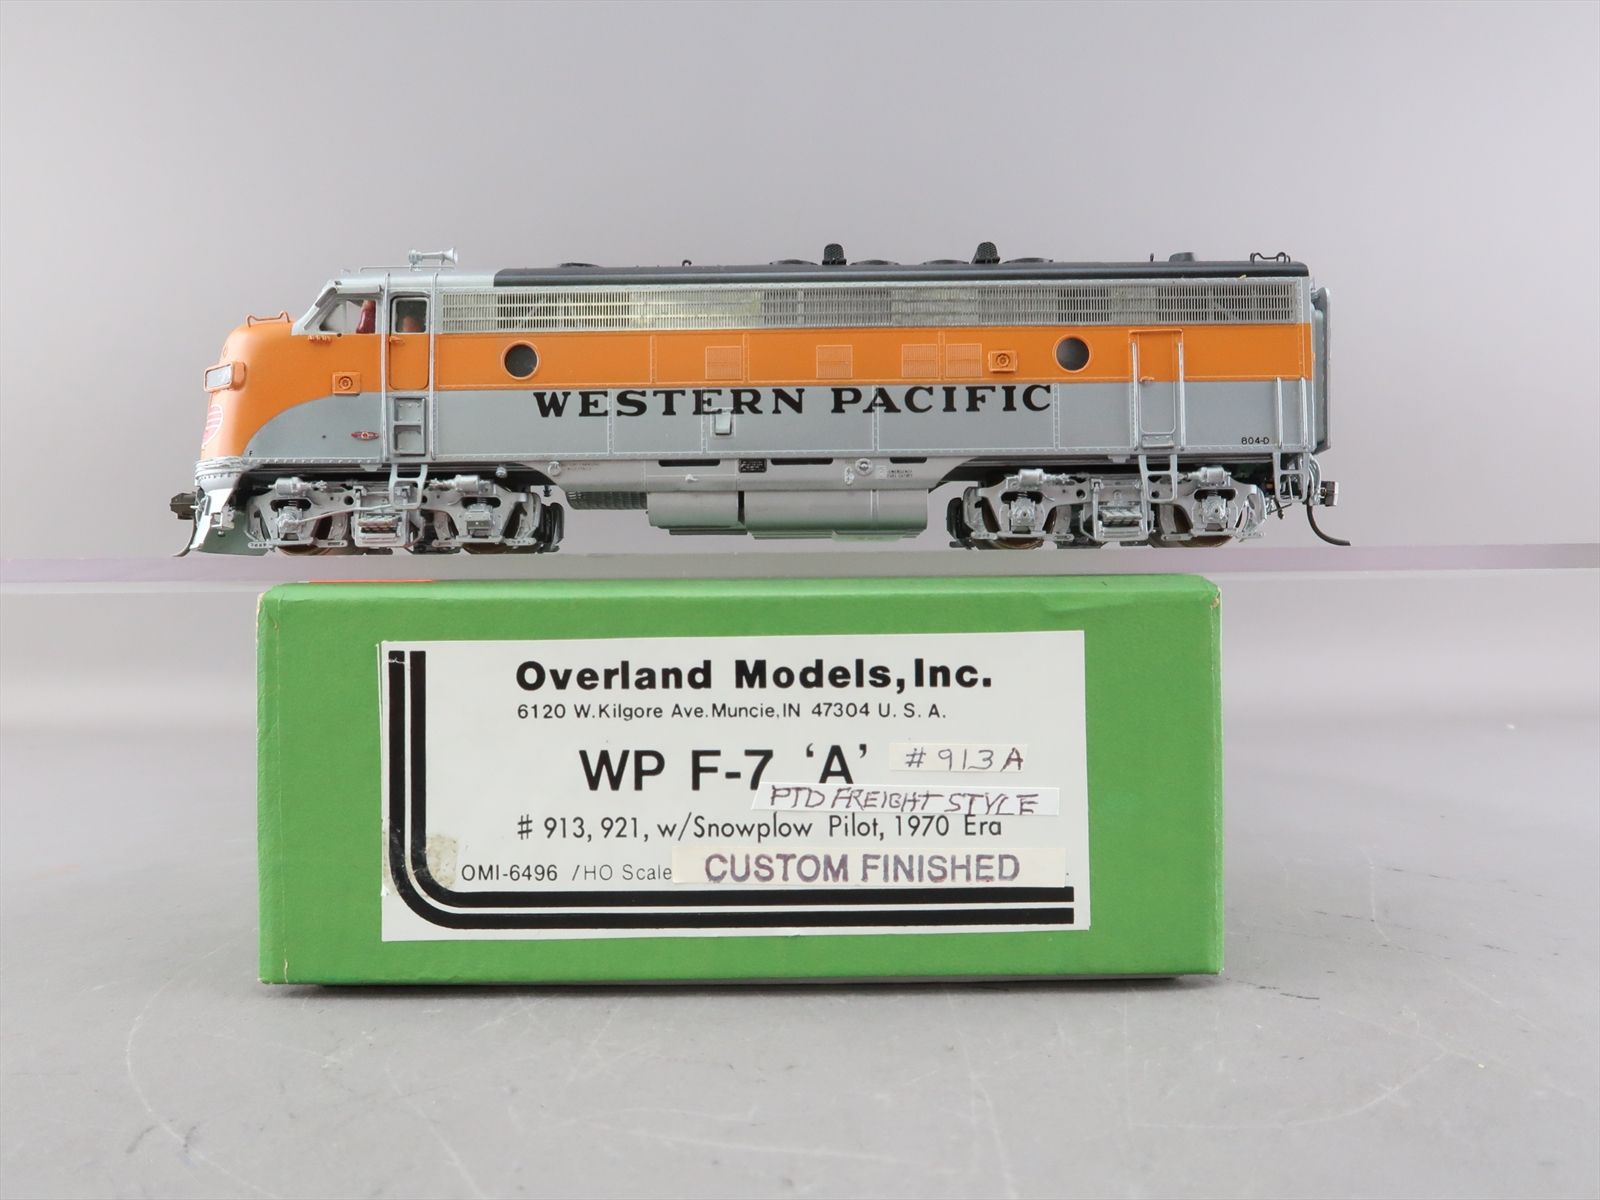 WESTERN PACIFIC
804-D
F
Overland Models, Inc.
6120 W. Kilgore Ave. Muncie, IN 47304 U. S. A.
WP F-7 'A' # 913A
PTD FREIGHT STYLE
# 913, 921, w/Snowplow Pilot, 1970 Era
OMI-6496 /HO Scale CUSTOM FINISHED